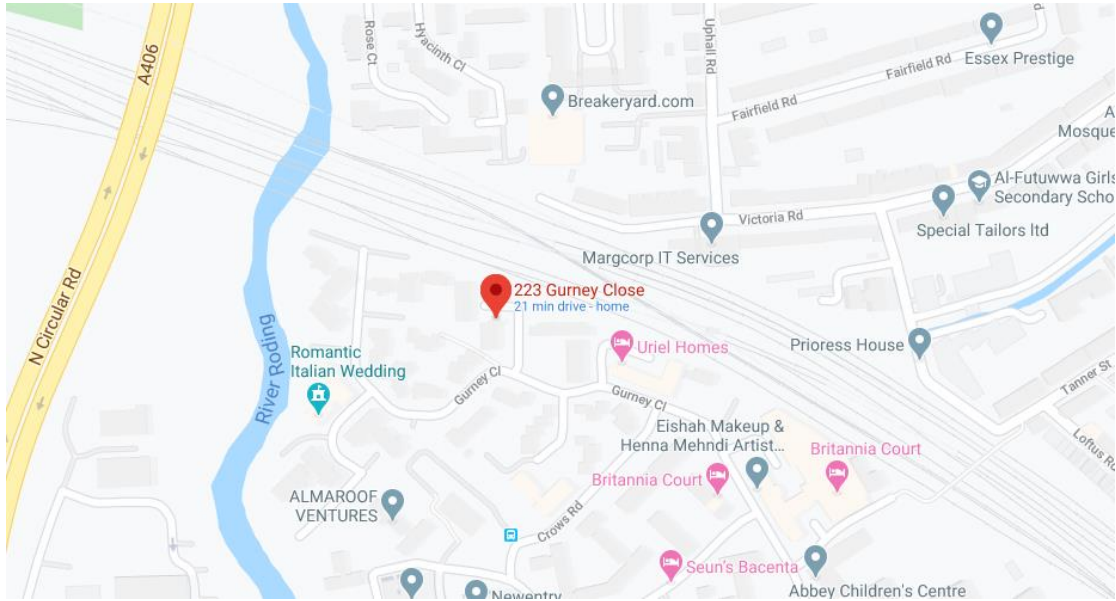 A406
Rose Ct
Hyacinth Cl
Uphall Rd
Essex Prestige
Fairfield Rd
Breakeryard.com
Fairfield Rd
Mosque
Al-Futuwwa Girls
Secondary Scho
Victoria Rd
Special Tailors ltd
Margcorp IT Services
N Circular Rd
223 Gurney Close
21 min drive - home
River Roding
Romantic
Italian Wedding
Uriel Homes
Prioress House
Tanner St
Gurney Cl
Gurney Cl
Loftus Rd
Eishah Makeup &
Henna Mehndi Artist...
Britannia Court
Britannia Court
ALMAROOF
VENTURES
Crows Rd
Seun's Bacenta
Abbey Children's Centre
Newentry